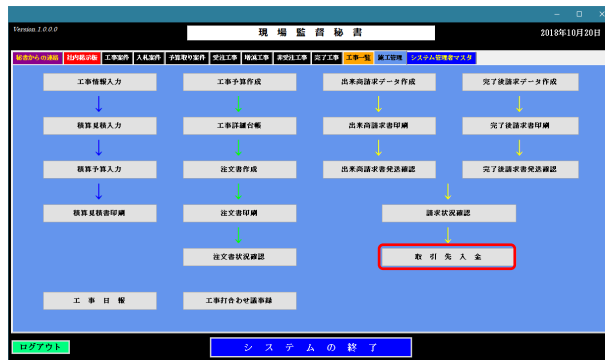 Version 1.0.0.0
現場監督秘書
2018年10月20日
秘書からの連絡 社内掲示板 工事案件 入札案件 予算取り案件 受注工事 増減工事 非受注工事 完了工事 工事一覧 施工管理 システム管理者マスタ
工事情報入力 工事予算作成 出来高請求データ作成 完了後請求データ作成
積算見積入力 工事詳細台帳 出来高請求書印刷 完了後請求書印刷
積算予算入力 注文書作成 出来高請求書発送確認 完了後請求書発送確認
積算見積書印刷 注文書印刷 請求状況確認
注文書状況確認 取引先入金
工事日報 工事打合わせ議事録
ログアウト システムの終了